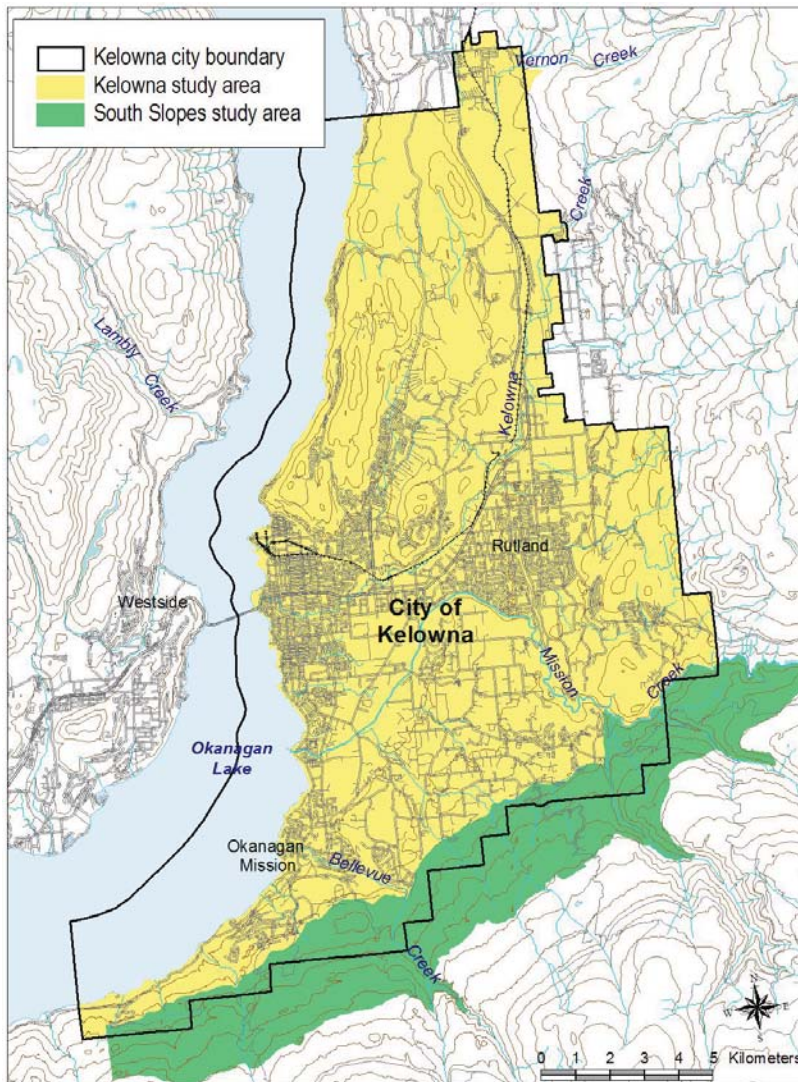 Kelowna city boundary
Kelowna study area
South Slopes study area
Vernon Creek
Creek
Lambly
Creek
Kelowna
Rutland
Westside
City of
Kelowna
Mission
Creek
Okanagan
Lake
Okanagan
Mission
Bellevue
Creek
N
W E
S
0 1 2 3 4 5 Kilometers